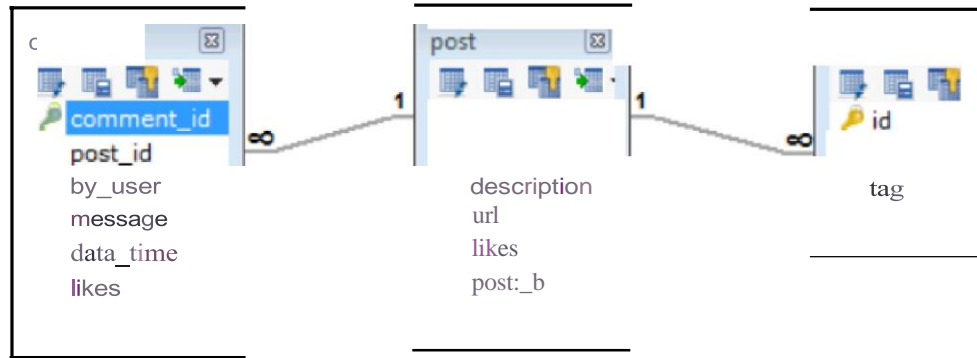 post
comment_id
post_id
by_user
message
data_time
likes
∞
1
description
url
likes
post:_b
1
∞
id
tag